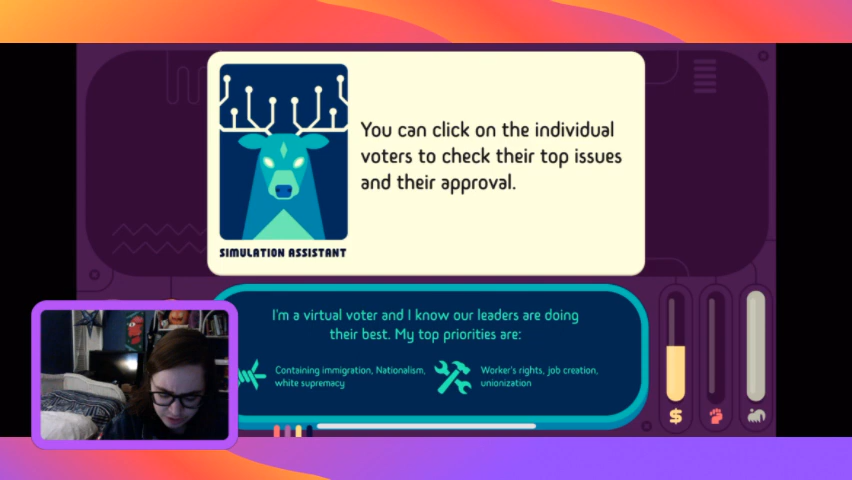 You can click on the individual
voters to check their top issues
and their approval.
SIMULATION ASSISTANT
I'm a virtual voter and I know our leaders are doing
their best. My top priorities are:
Containing immigration, Nationalism,
white supremacy
Worker's rights, job creation,
unionization
$